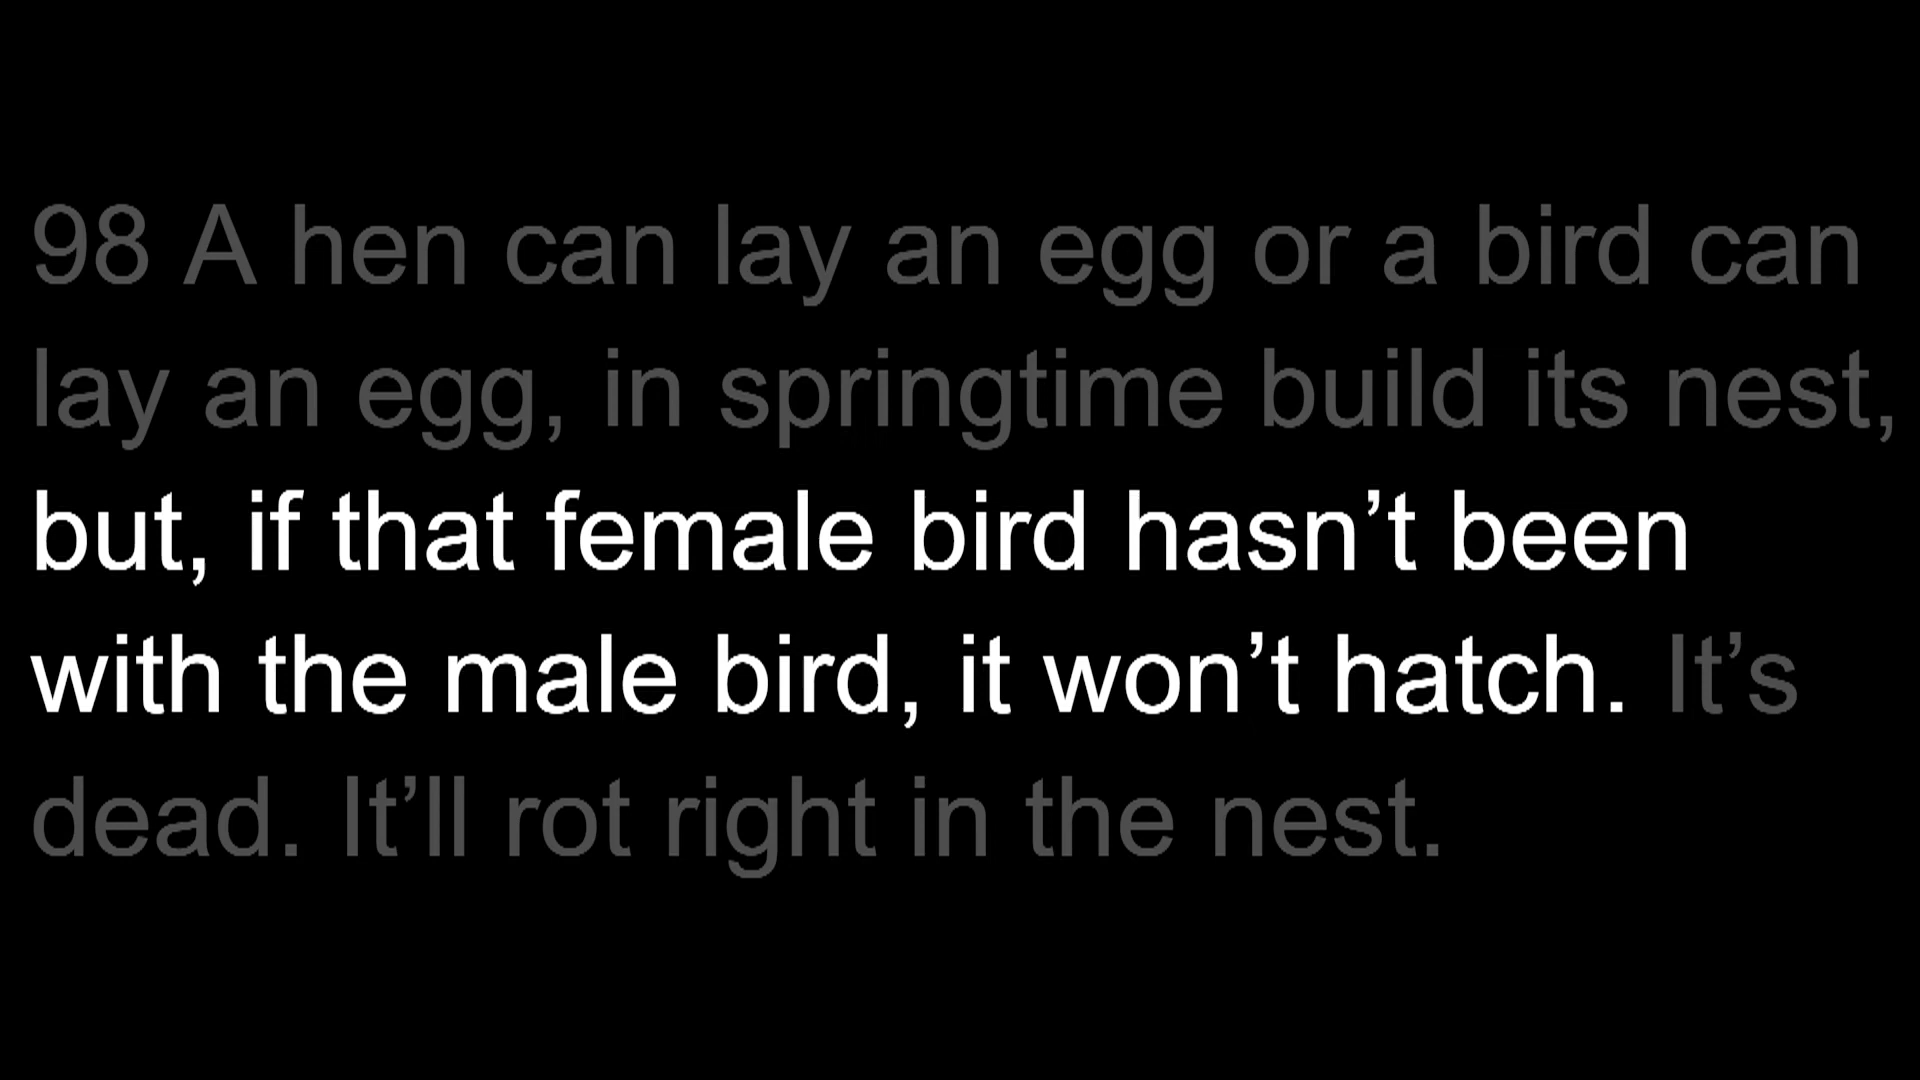 98 A hen can lay an egg or a bird can
lay an egg, in springtime build its nest,
but, if that female bird hasn’t been
with the male bird, it won’t hatch. It’s
dead. It’ll rot right in the nest.